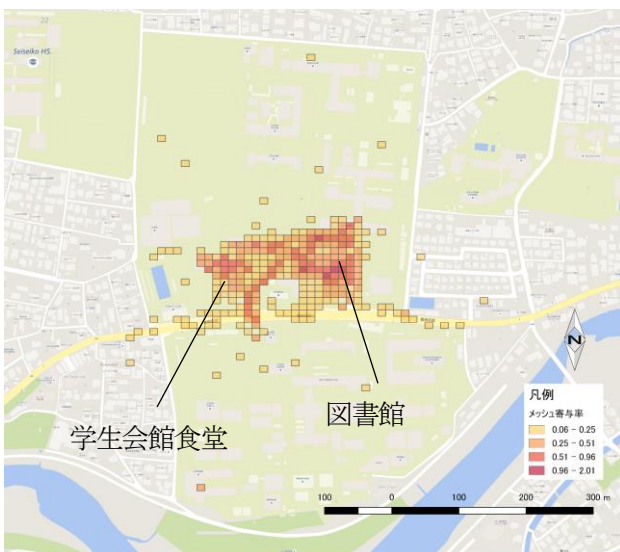 22
Seiseiko HS.
学生会館食堂
図書館
N
凡例
メッシュ寄与率
0.06 - 0.25
0.25 - 0.51
0.51 - 0.96
0.96 - 2.01
100 0 100 200 300 m